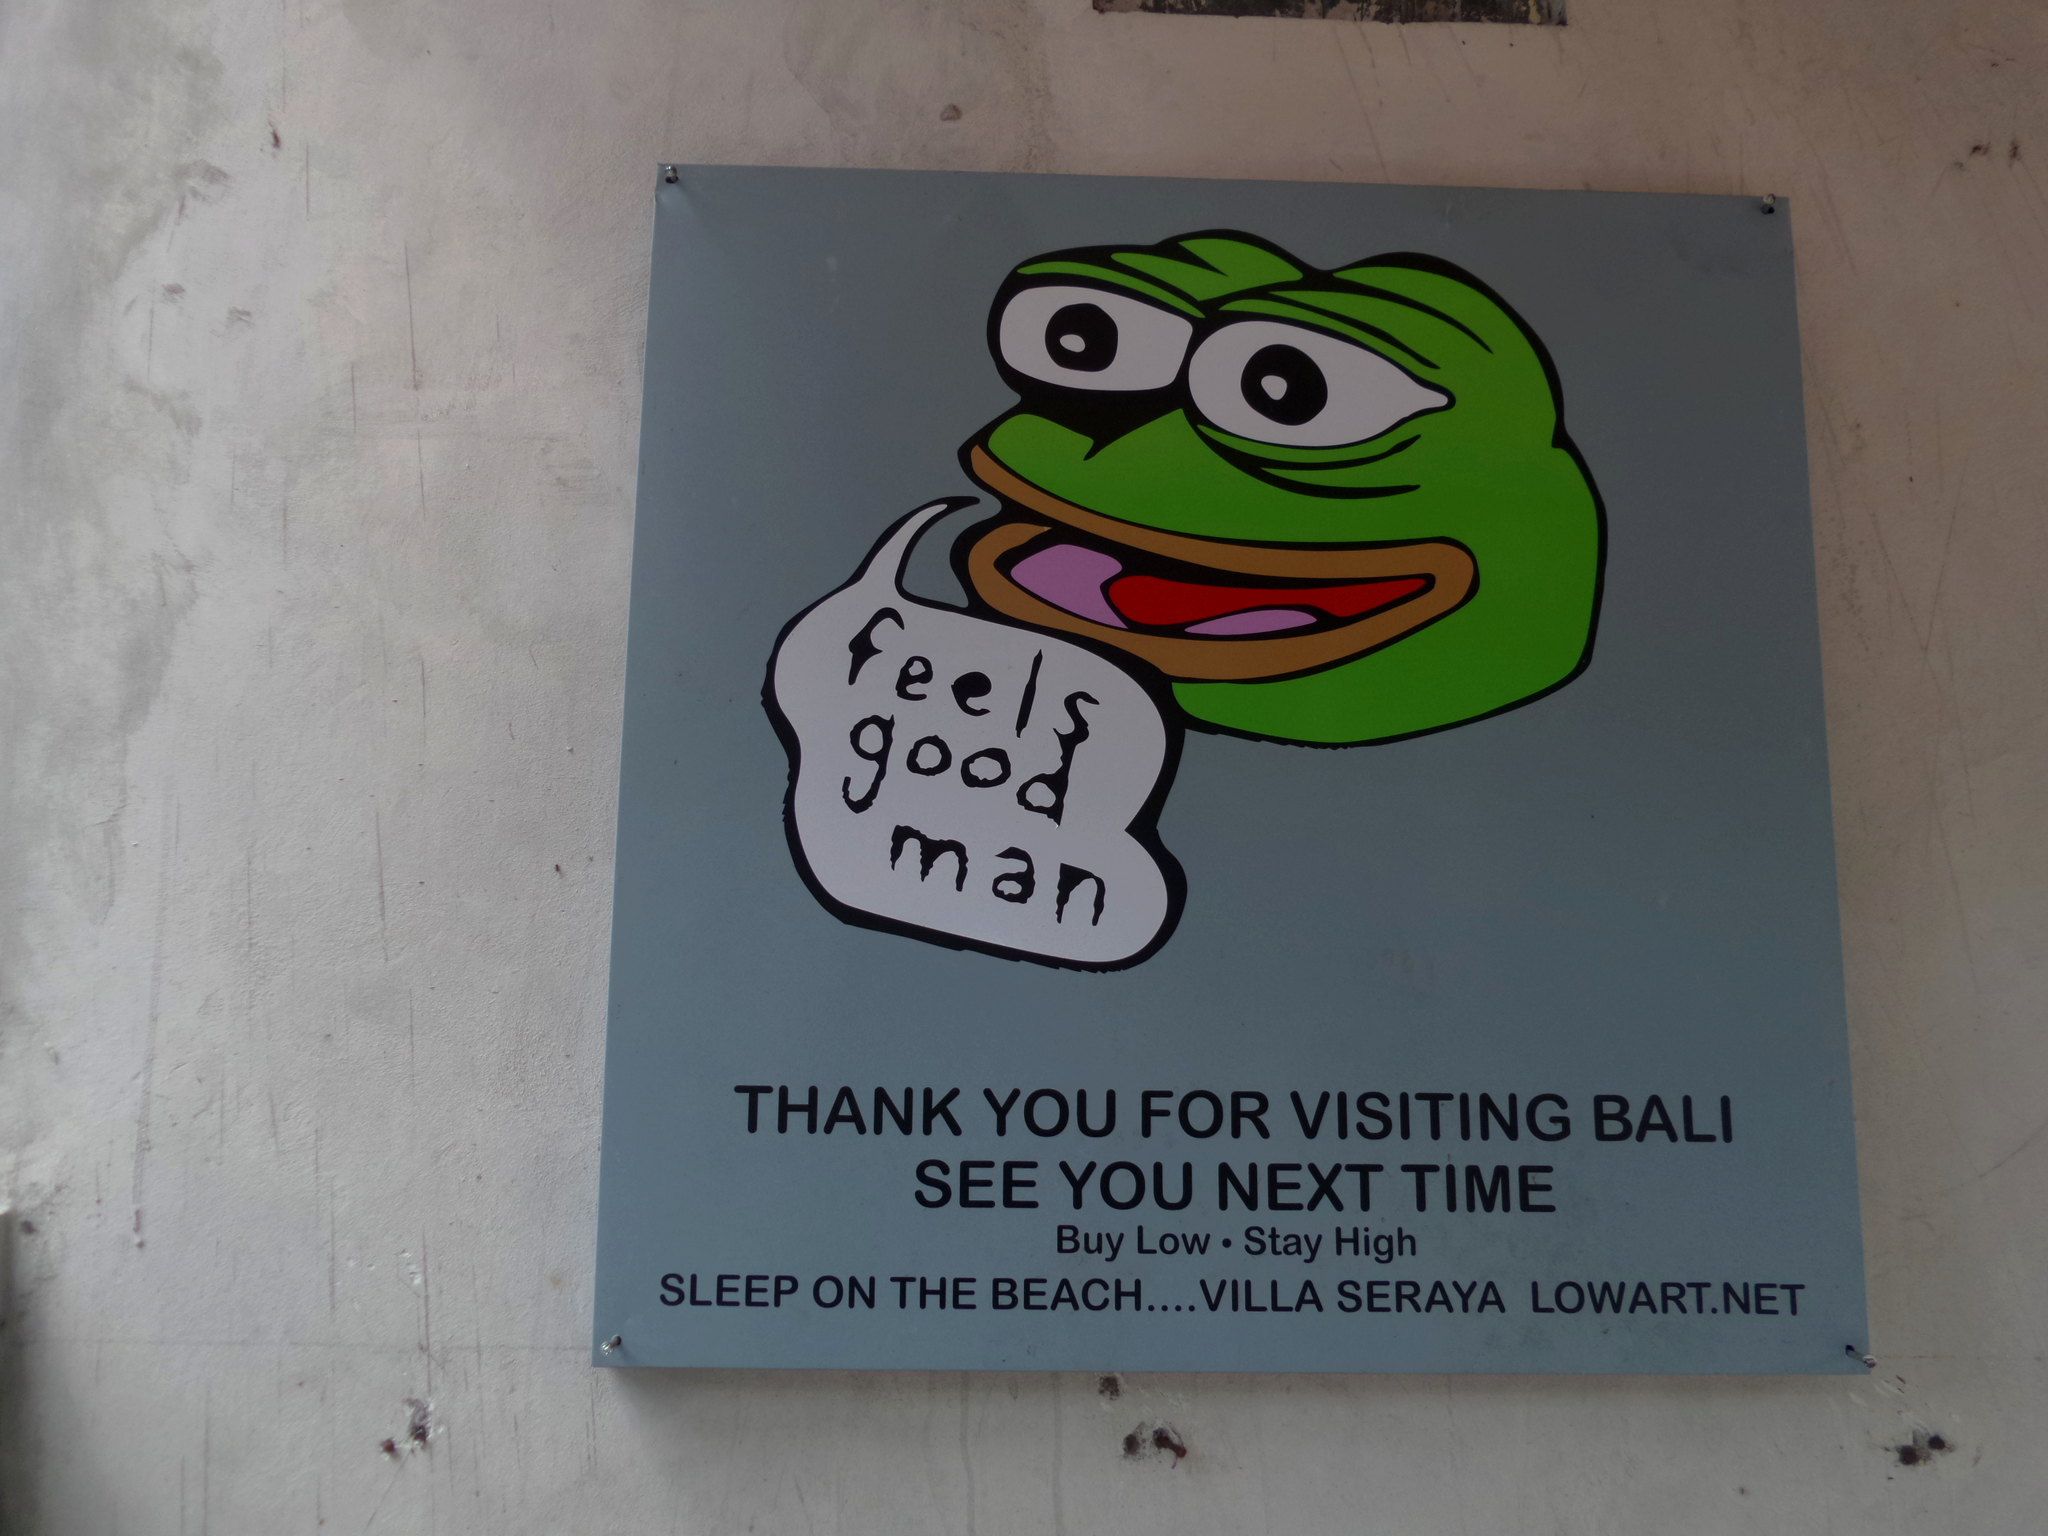 feels
good
man
THANK YOU FOR VISITING BALI
SEE YOU NEXT TIME
Buy Low • Stay High
SLEEP ON THE BEACH....VILLA SERAYA LOWART.NET